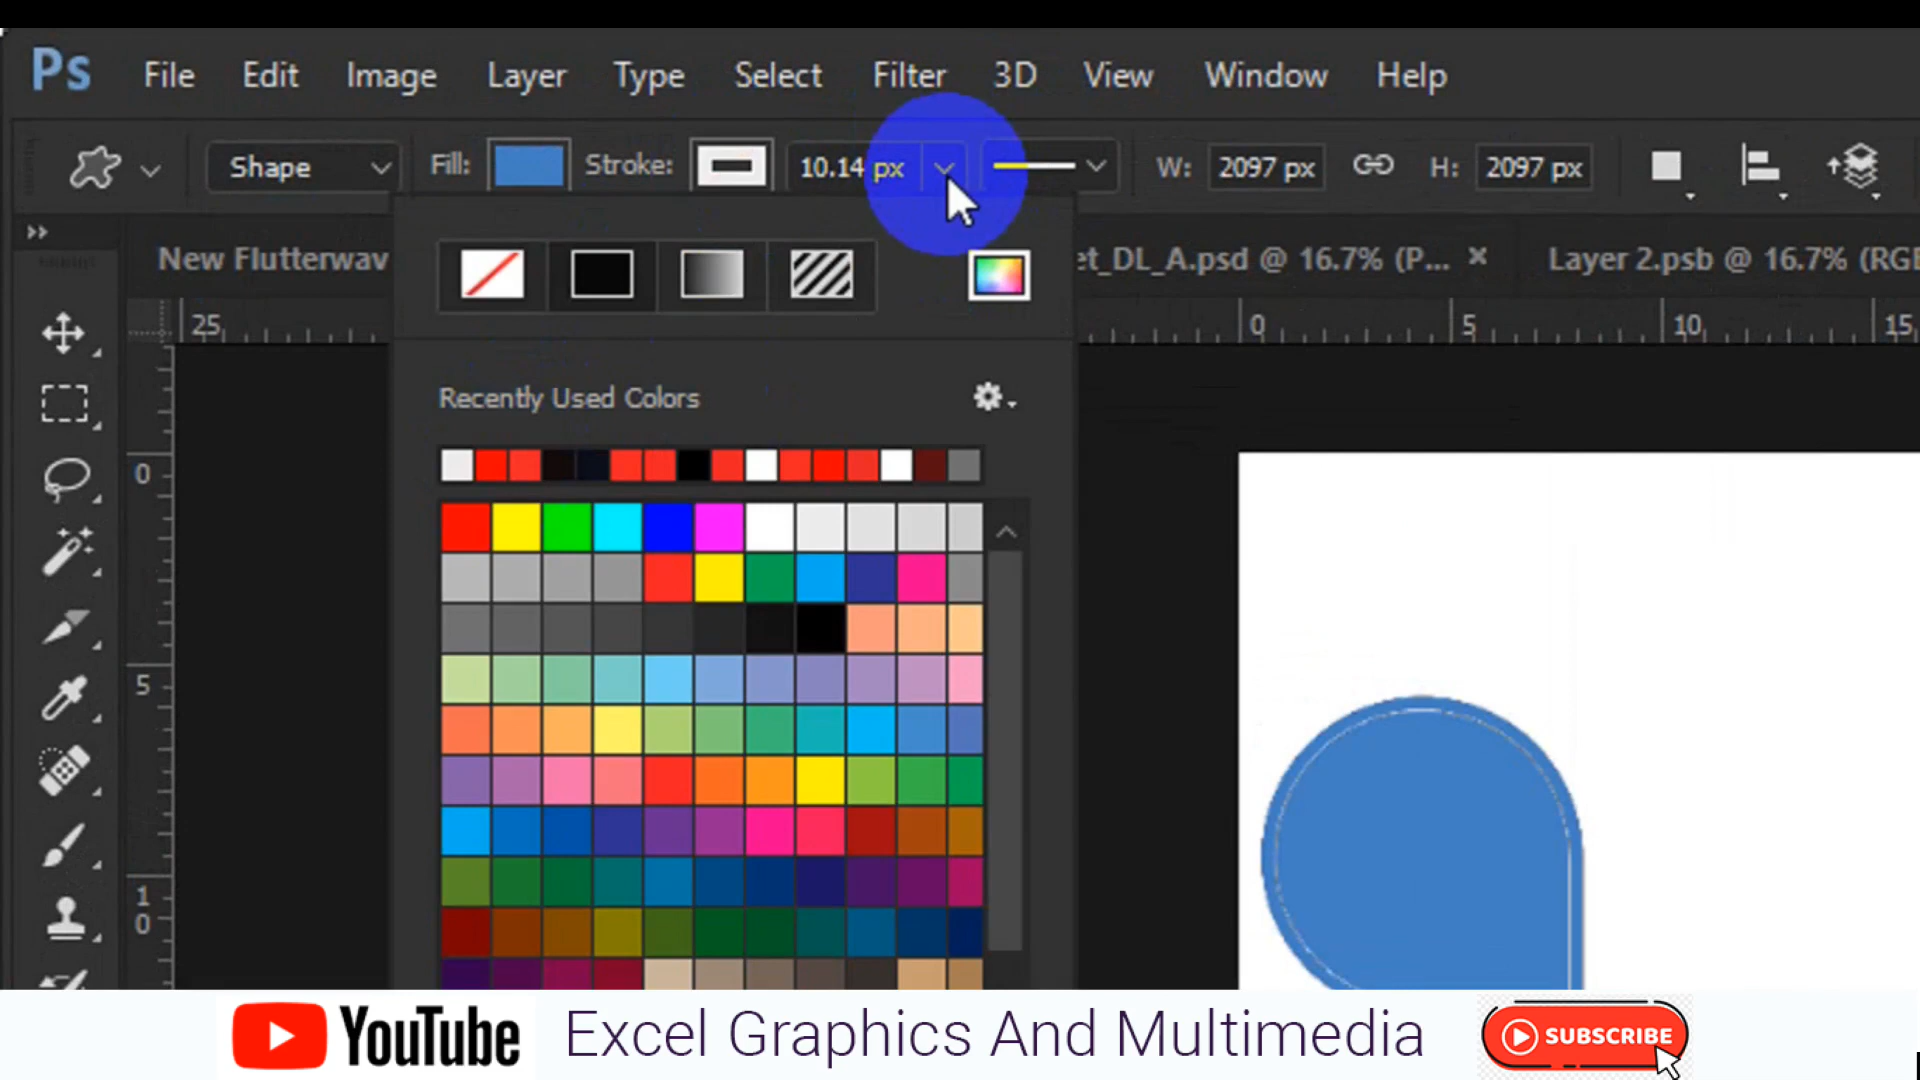 Ps File Edit Image Layer Type Select Filter 3D View Window Help
Shape Fill: Stroke: 10.14 px W: 2097 px H: 2097 px
New Flutterwav et_DL_A.psd @ 16.7% (P... × Layer 2.psb @ 16.7% (RGB
25 0 5 10 15
Recently Used Colors
0
5
1
0
YouTube Excel Graphics And Multimedia SUBSCRIBE